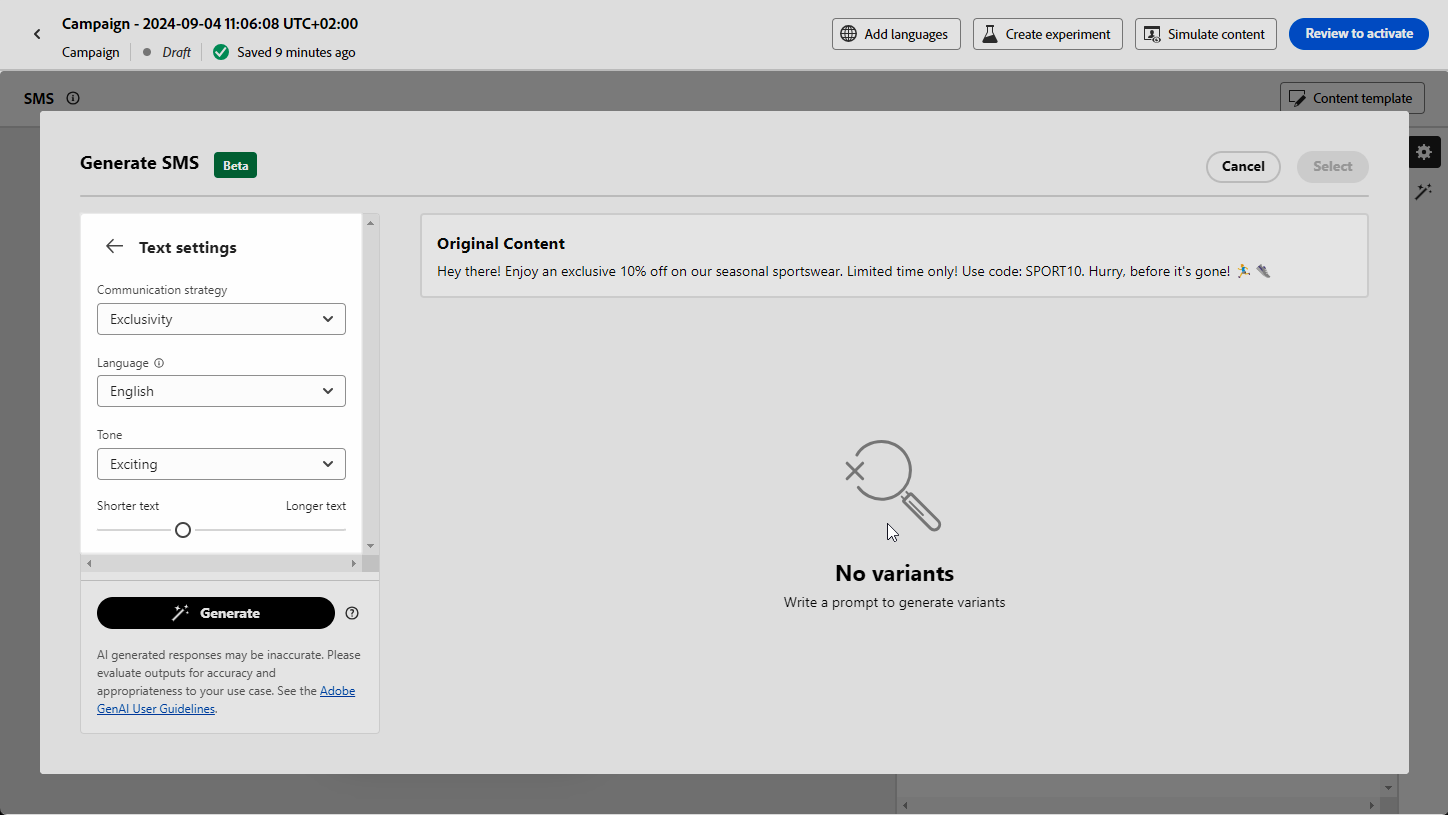 Campaign - 2024-09-04 11:06:08 UTC+02:00
Campaign Draft Saved 9 minutes ago
Add languages
Create experiment
Simulate content
Review to activate
SMS
Content template
Generate SMS Beta
Cancel
Select
Text settings
Communication strategy
Exclusivity
Language
English
Tone
Exciting
Shorter text Longer text
Generate
AI generated responses may be inaccurate. Please
evaluate outputs for accuracy and
appropriateness to your use case. See the Adobe
GenAI User Guidelines.
Original Content
Hey there! Enjoy an exclusive 10% off on our seasonal sportswear. Limited time only! Use code: SPORT10. Hurry, before it's gone! 🏃 👟
No variants
Write a prompt to generate variants